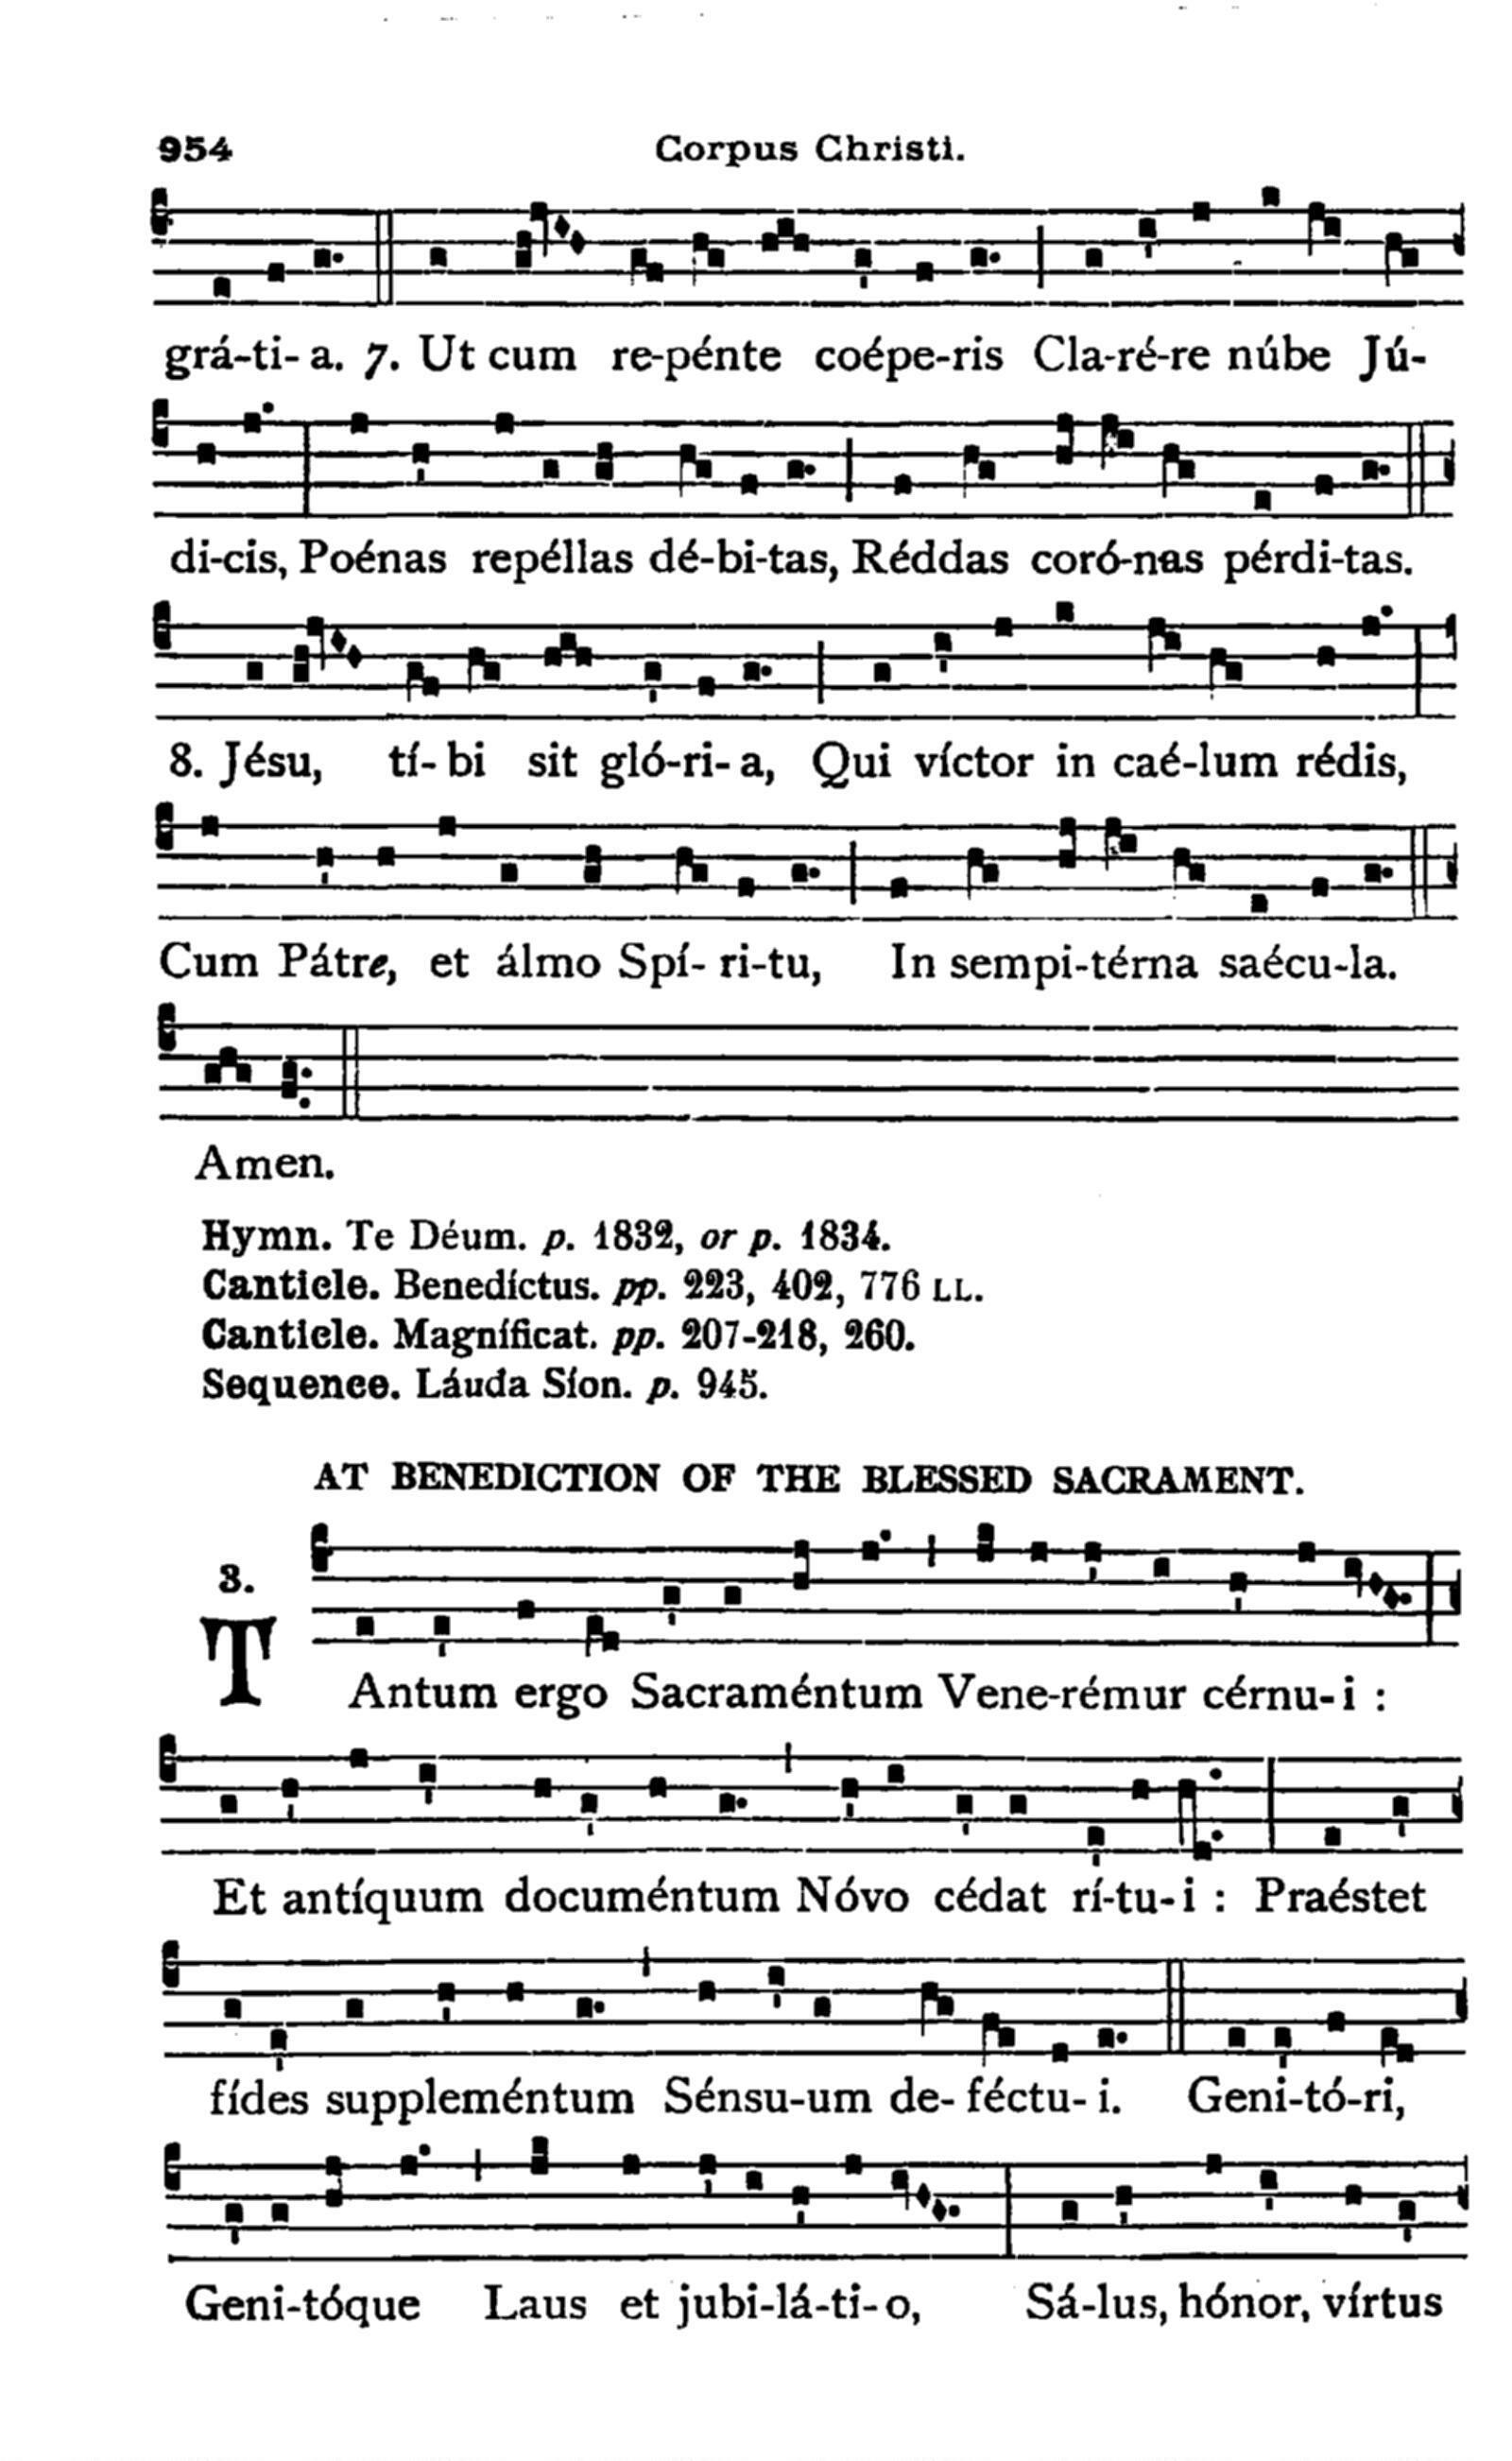 954 Corpus Christi.
grá-ti- a. 7. Ut cum re-pénte coépe-ris Cla-ré-re núbe Jú-
di-cis, Poénas repéllas dé-bi-tas, Réddas coró-nas pérdi-tas.
8. Jésu, tí- bi sit gló-ri- a, Qui víctor in caé-lum rédis,
Cum Pátre, et álmo Spí- ri-tu, In sempi-térna saécu-la.
Amen.
Hymn. Te Déum. p. 1832, or p. 1834.
Canticle. Benedíctus. pp. 223, 402, 776 LL.
Canticle. Magníficat. pp. 207-218, 260.
Sequence. Láuda Síon. p. 945.
AT BENEDICTION OF THE BLESSED SACRAMENT.
3.
TAntum ergo Sacraméntum Vene-rémur cérnu- i :
Et antíquum documéntum Nóvo cédat rí-tu- i : Praéstet
fídes suppleméntum Sénsu-um de- féctu- i. Geni-tó-ri,
Geni-tóque Laus et jubi-lá-ti- o, Sá-lus, hónor, vírtus